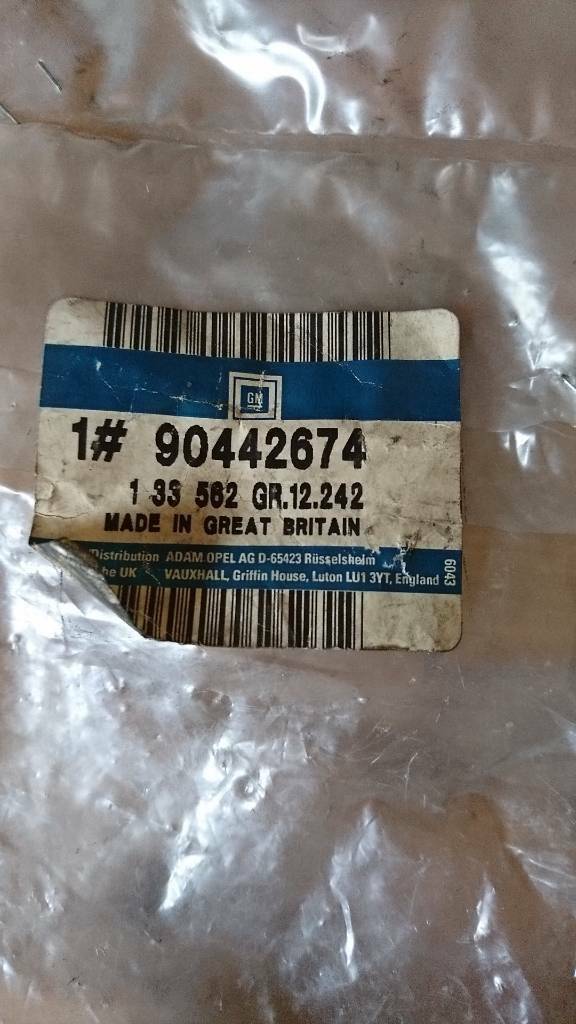 GM
1# 90442674
1 33 562 GR.12.242
MADE IN GREAT BRITAIN
Distribution ADAM OPEL AG D-65423 Rüsselsheim
he UK VAUXHALL, Griffin House, Luton LU1 3YT, England
6043